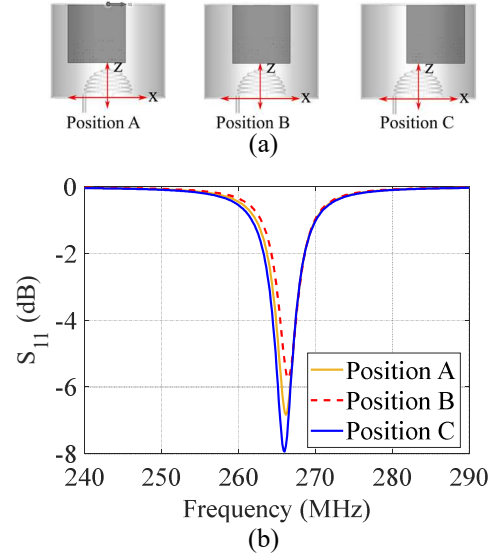 Z Z Z
X X X
Position A Position B Position C
(a)
0
-2
-4
-6
-8
S11 (dB)
Position A
Position B
Position C
240 250 260 270 280 290
Frequency (MHz)
(b)